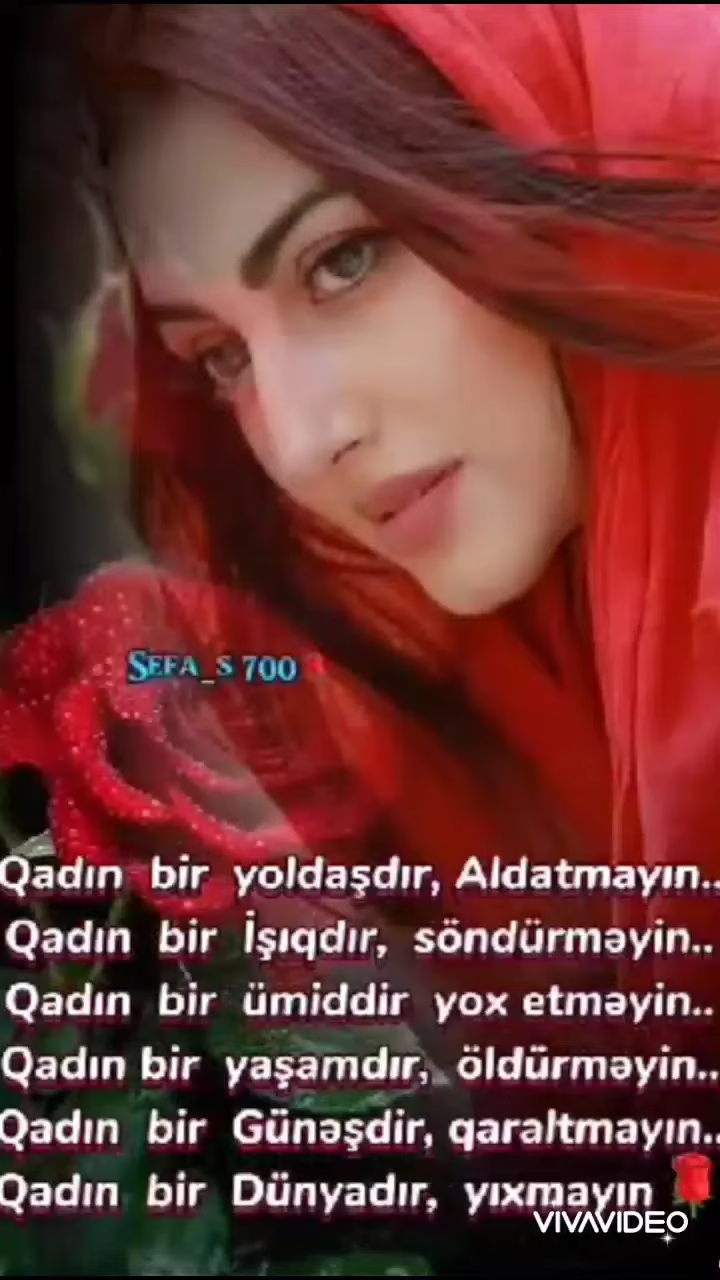 SEFA_S 700
Qadın bir yoldaşdır, Aldatmayın..
Qadın bir İşıqdır, söndürməyin..
Qadın bir ümiddir yox etməyin..
Qadın bir yaşamdır, öldürməyin..
Qadın bir Günəşdir, qaraltmayın..
Qadın bir Dünyadır, yıxmayın🌹
VIVAVIDEO